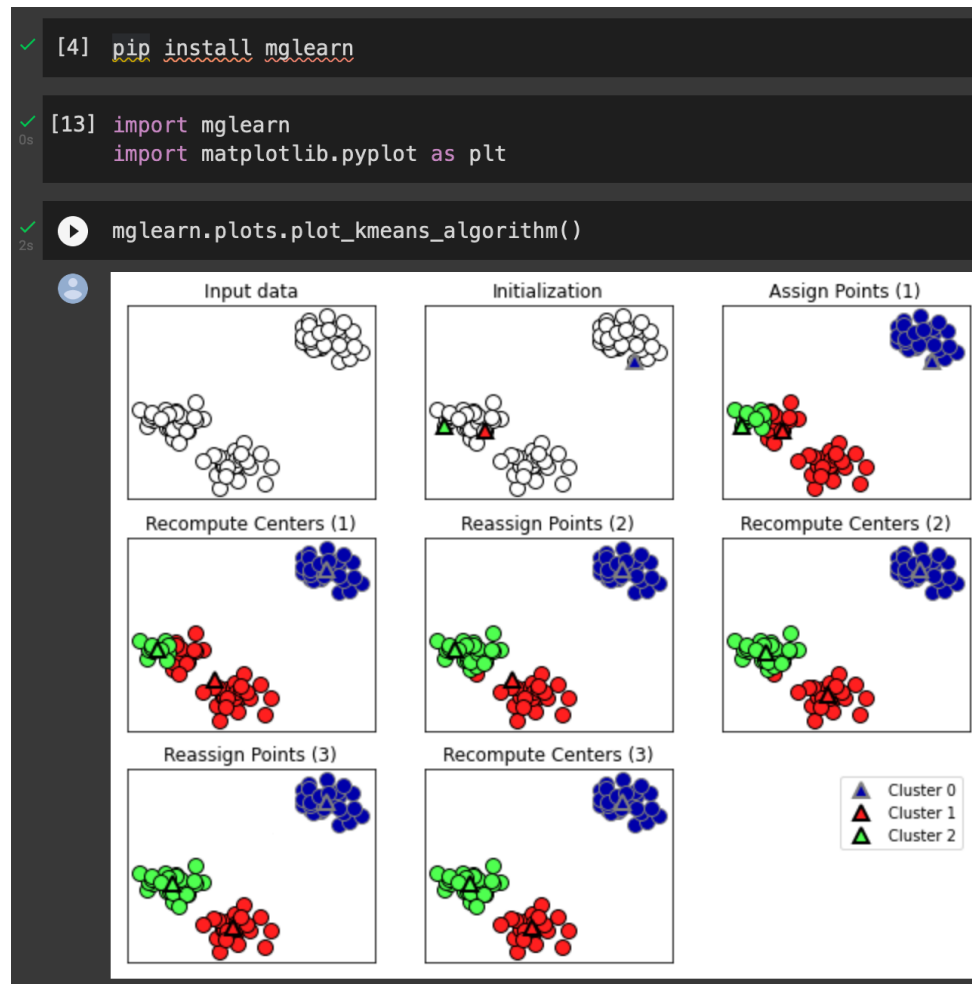 [4] pip install mglearn
[13] import mglearn
0s
import matplotlib.pyplot as plt
mglearn.plots.plot_kmeans_algorithm()
2s
Input data
Initialization
Assign Points (1)
Recompute Centers (1)
Reassign Points (2)
Recompute Centers (2)
Reassign Points (3)
Recompute Centers (3)
Cluster 0
Cluster 1
Cluster 2